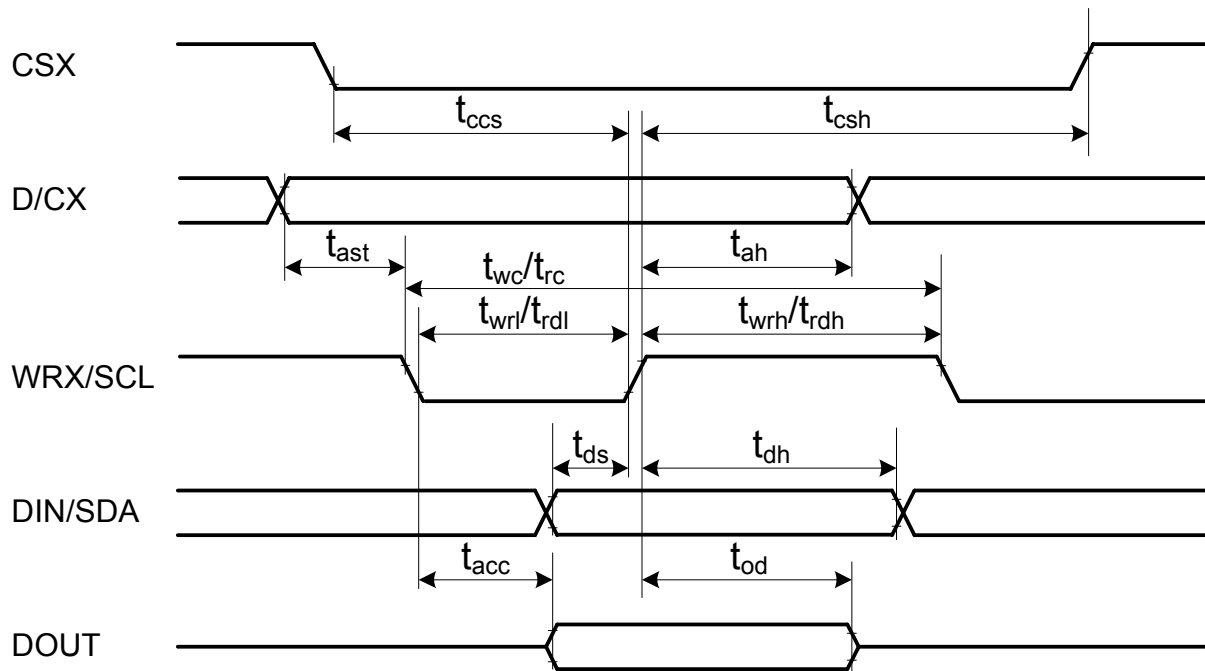 CSX
t_ccs t_csh
D/CX
t_ast t_ah
t_wc/t_rc
t_wrl/t_rdl t_wrh/t_rdh
WRX/SCL
t_ds t_dh
DIN/SDA
t_acc t_od
DOUT